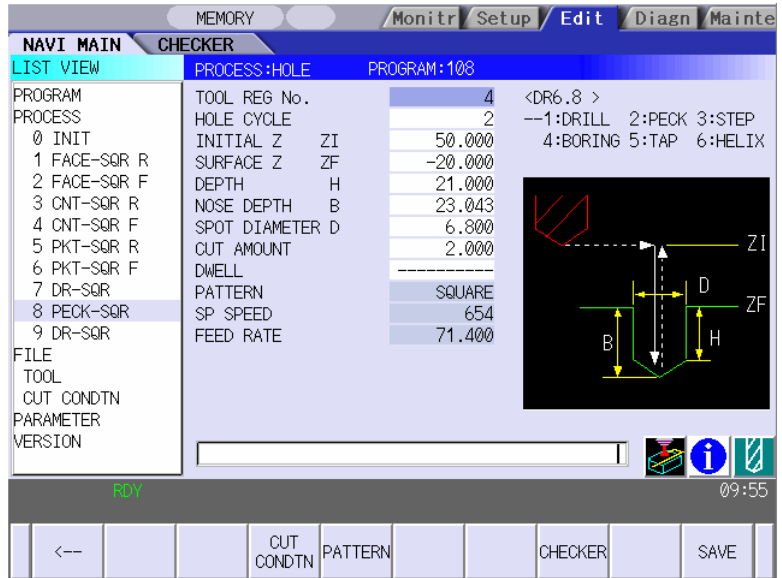 MEMORY Monitr Setup Edit Diagn Mainte
NAVI MAIN CHECKER
LIST VIEW
PROGRAM
PROCESS
0 INIT
1 FACE-SQR R
2 FACE-SQR F
3 CNT-SQR R
4 CNT-SQR F
5 PKT-SQR R
6 PKT-SQR F
7 DR-SQR
8 PECK-SQR
9 DR-SQR
FILE
TOOL
CUT CONDTN
PARAMETER
VERSION
PROCESS:HOLE PROGRAM:108
TOOL REG No. 4
HOLE CYCLE 2
INITIAL Z ZI 50.000
SURFACE Z ZF -20.000
DEPTH H 21.000
NOSE DEPTH B 23.043
SPOT DIAMETER D 6.800
CUT AMOUNT 2.000
DWELL ----------
PATTERN SQUARE
SP SPEED 654
FEED RATE 71.400
<DR6.8 >
--1:DRILL 2:PECK 3:STEP
4:BORING 5:TAP 6:HELIX
ZI
D
ZF
B
H
RDY 09:55
<-- CUT CONDTN PATTERN CHECKER SAVE